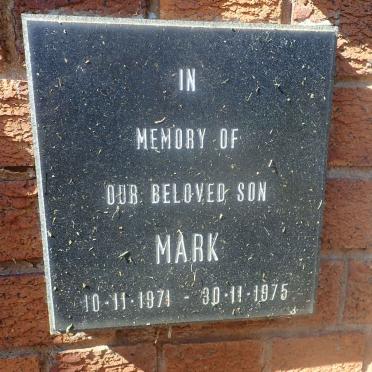 IN
MEMORY OF
OUR BELOVED SON
MARK
10-11-1971 - 30-11-1975